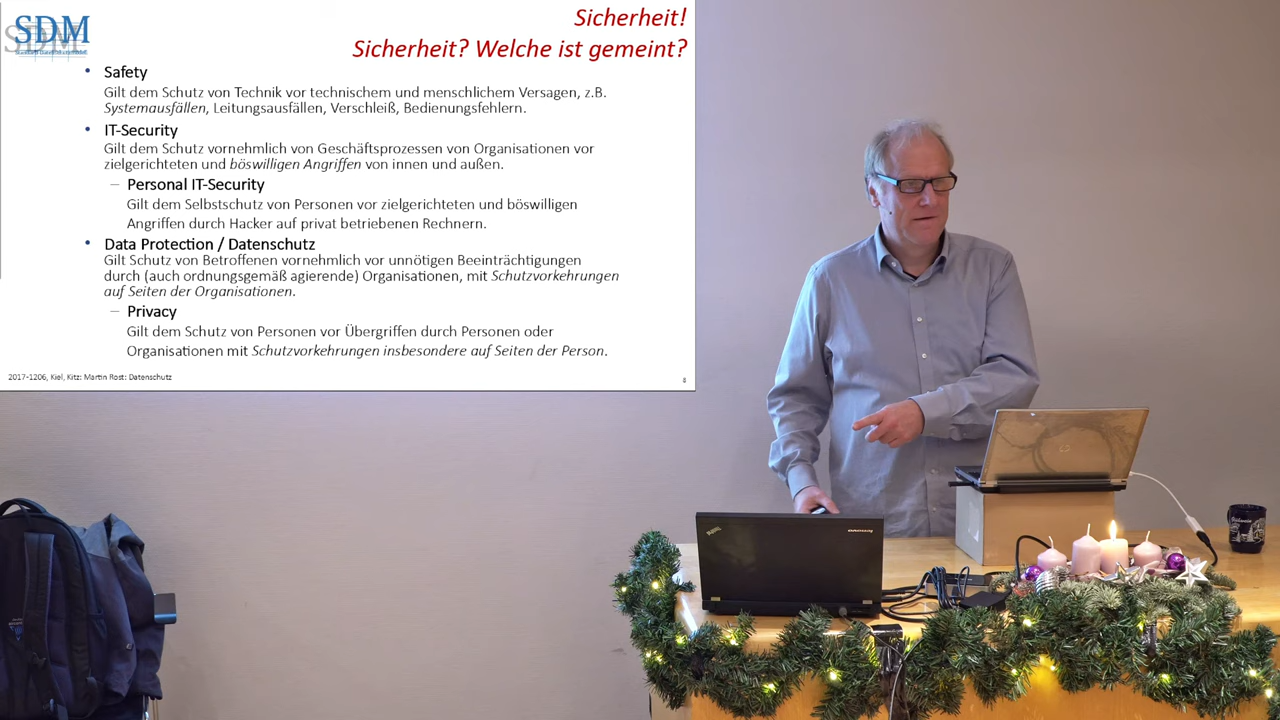 SDM
Sicherheit!
Sicherheit? Welche ist gemeint?
• Safety
Gilt dem Schutz von Technik vor technischem und menschlichem Versagen, z.B.
Systemausfällen, Leitungsausfällen, Verschleiß, Bedienungsfehlern.
• IT-Security
Gilt dem Schutz vornehmlich von Geschäftsprozessen von Organisationen vor
zielgerichteten und böswilligen Angriffen von innen und außen.
– Personal IT-Security
Gilt dem Selbstschutz von Personen vor zielgerichteten und böswilligen
Angriffen durch Hacker auf privat betriebenen Rechnern.
• Data Protection / Datenschutz
Gilt Schutz von Betroffenen vornehmlich vor unnötigen Beeinträchtigungen
durch (auch ordnungsgemäß agierende) Organisationen, mit Schutzvorkehrungen
auf Seiten der Organisationen.
– Privacy
Gilt dem Schutz von Personen vor Übergriffen durch Personen oder
Organisationen mit Schutzvorkehrungen insbesondere auf Seiten der Person.
2017-1206, Kiel, Kitz: Martin Rost: Datenschutz
8
ThinkPad
hp